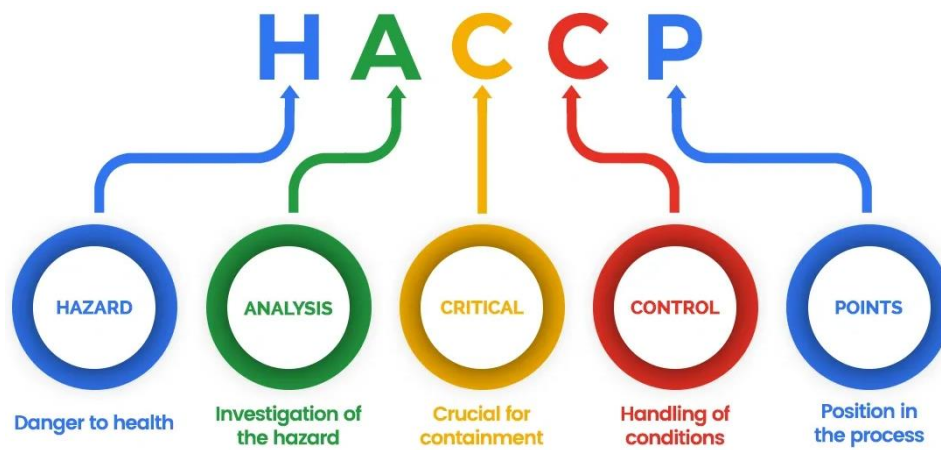 HACCP
HAZARD
ANALYSIS
CRITICAL
CONTROL
POINTS
Danger to health
Investigation of
the hazard
Crucial for
containment
Handling of
conditions
Position in
the process